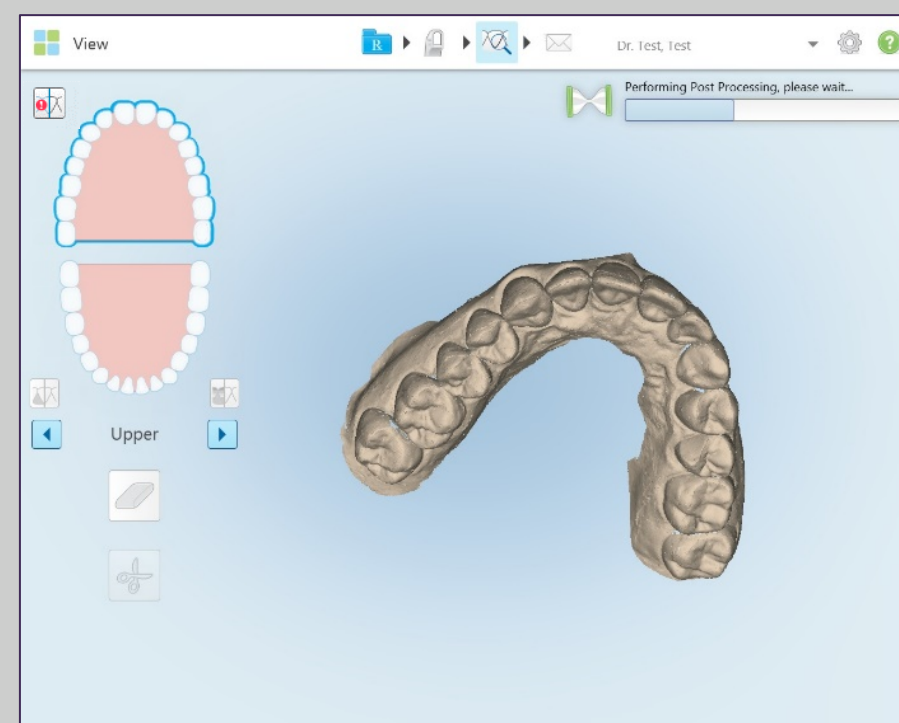 View
R
Dr. Test, Test
?
Performing Post Processing, please wait...
Upper